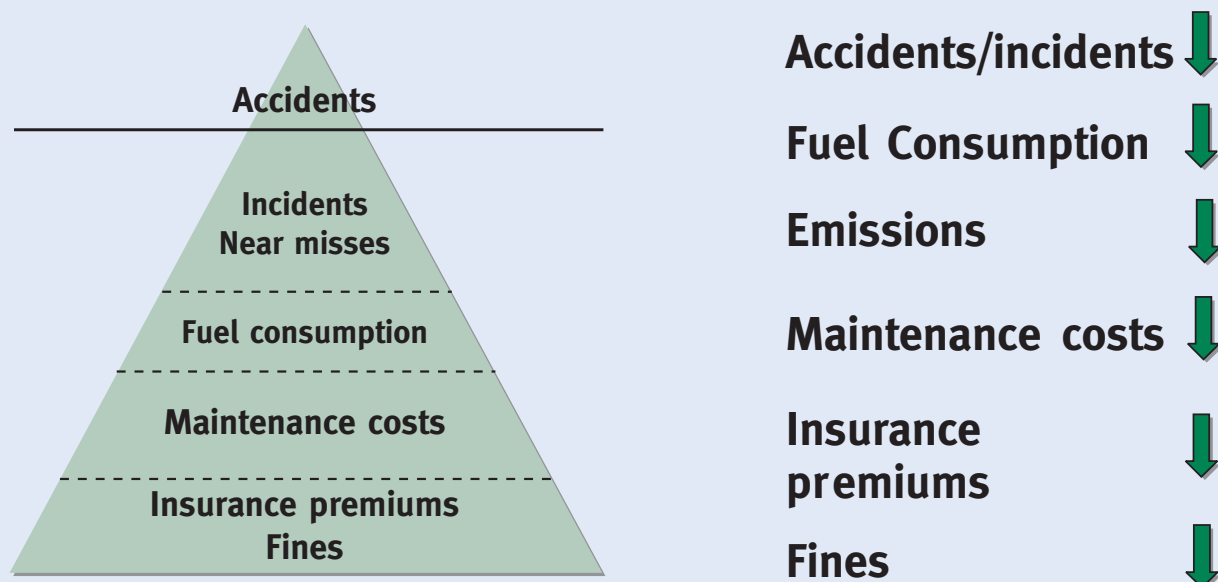 Accidents
Incidents
Near misses
Fuel consumption
Maintenance costs
Insurance premiums
Fines
Accidents/incidents
Fuel Consumption
Emissions
Maintenance costs
Insurance
premiums
Fines